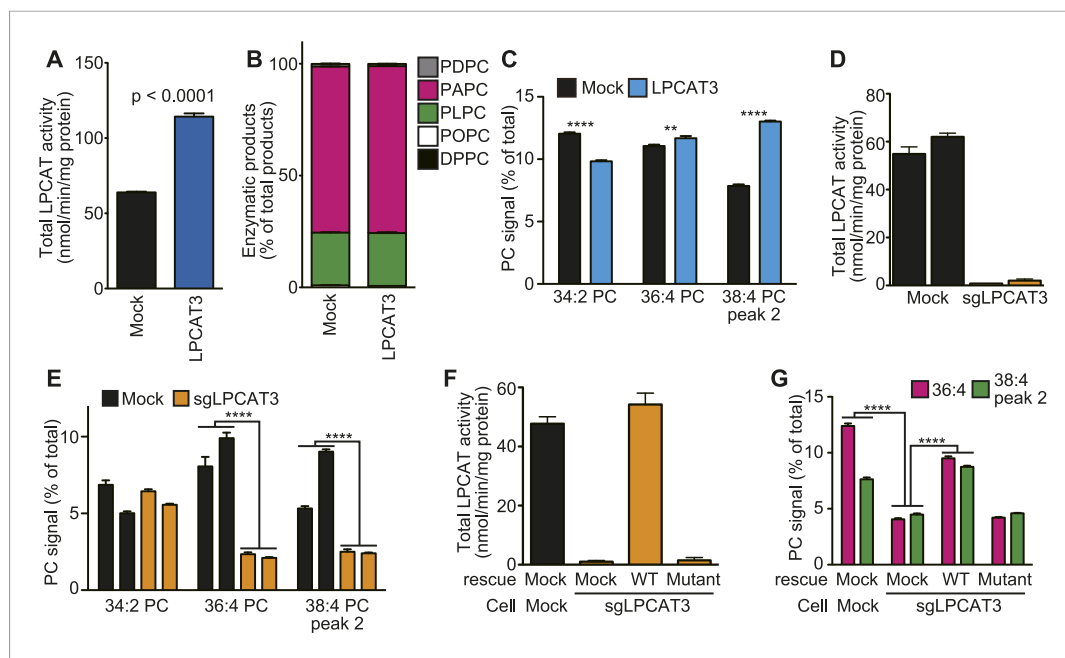 A
Total LPCAT activity
(nmol/min/mg protein)
150
100
50
0
p < 0.0001
Mock
LPCAT3
B
Enzymatic products
(% of total products)
100
50
0
Mock
LPCAT3
PDPC
PAPC
PLPC
POPC
DPPC
C
Mock LPCAT3
PC signal (% of total)
15
10
5
0
**** ** ****
34:2 PC 36:4 PC 38:4 PC
peak 2
D
Total LPCAT activity
(nmol/min/mg protein)
80
60
40
20
0
Mock sgLPCAT3
E
Mock sgLPCAT3
PC signal (% of total)
10
5
0
**** ****
34:2 PC 36:4 PC 38:4 PC
peak 2
F
Total LPCAT activity
(nmol/min/mg protein)
60
40
20
0
rescue Mock Mock WT Mutant
Cell Mock sgLPCAT3
G
36:4 38:4
peak 2
PC signal (% of total)
15
10
5
0
**** ****
rescue Mock Mock WT Mutant
Cell Mock sgLPCAT3